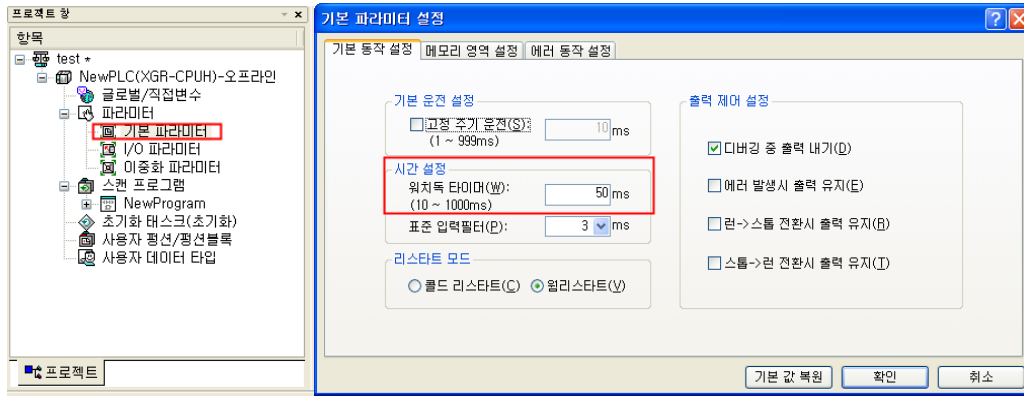 프로젝트 창
항목
test *
NewPLC(XGR-CPUH)-오프라인
글로벌/직접변수
파라미터
기본 파라미터
I/O 파라미터
이중화 파라미터
스캔 프로그램
NewProgram
초기화 태스크(초기화)
사용자 펑션/펑션블록
사용자 데이터 타입
프로젝트
기본 파라미터 설정
기본 동작 설정 메모리 영역 설정 에러 동작 설정
기본 운전 설정
고정 주기 운전(S): 10 ms
(1 ~ 999ms)
시간 설정
워치독 타이머(W): 50 ms
(10 ~ 1000ms)
표준 입력필터(P): 3 ms
리스타트 모드
콜드 리스타트(C) 웜리스타트(V)
출력 제어 설정
디버깅 중 출력 내기(D)
에러 발생시 출력 유지(E)
런->스톱 전환시 출력 유지(R)
스톱->런 전환시 출력 유지(T)
기본 값 복원 확인 취소